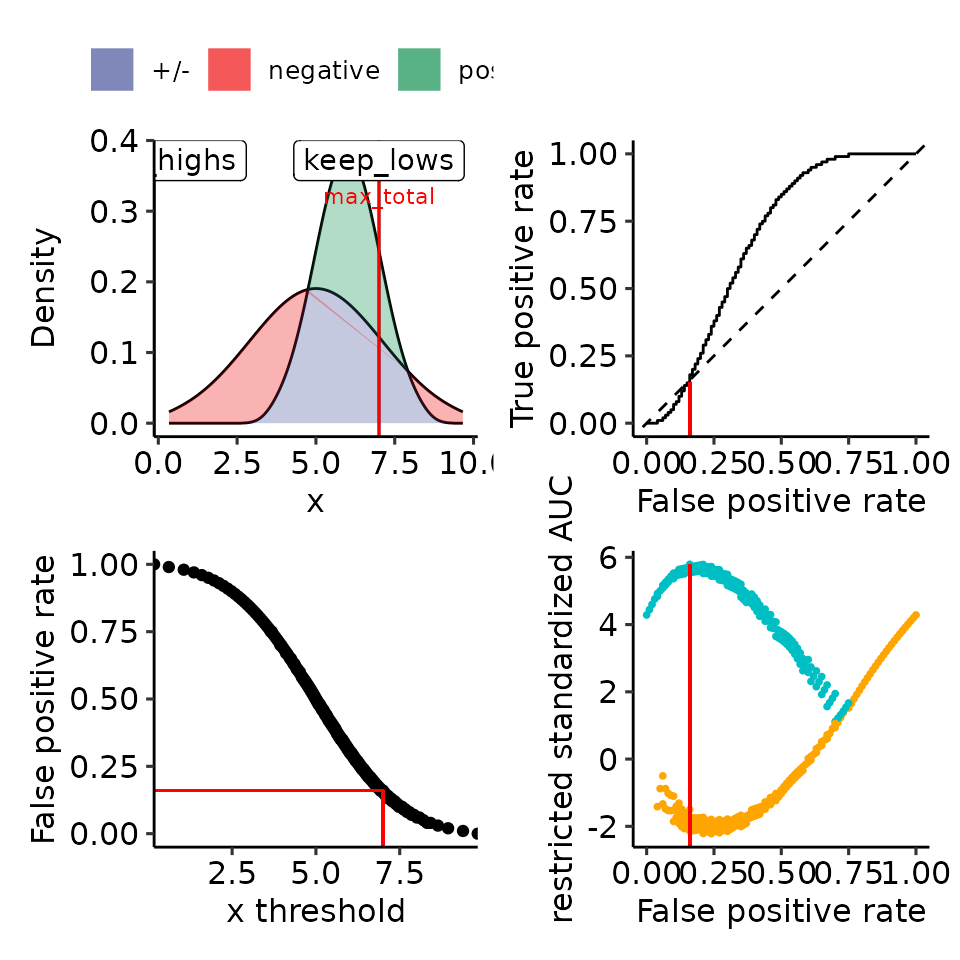 +/- negative
0.4
0.3
0.2
0.1
0.0
Density
highs keep_lows
max_total
0.0 2.5 5.0 7.5
x
1.00
0.75
0.50
0.25
0.00
True positive rate
0.00 0.25 0.50 0.75 1.00
False positive rate
1.00
0.75
0.50
0.25
0.00
False positive rate
2.5 5.0 7.5
x threshold
6
4
2
0
-2
restricted standardized AUC
0.00 0.25 0.50 0.75 1.00
False positive rate